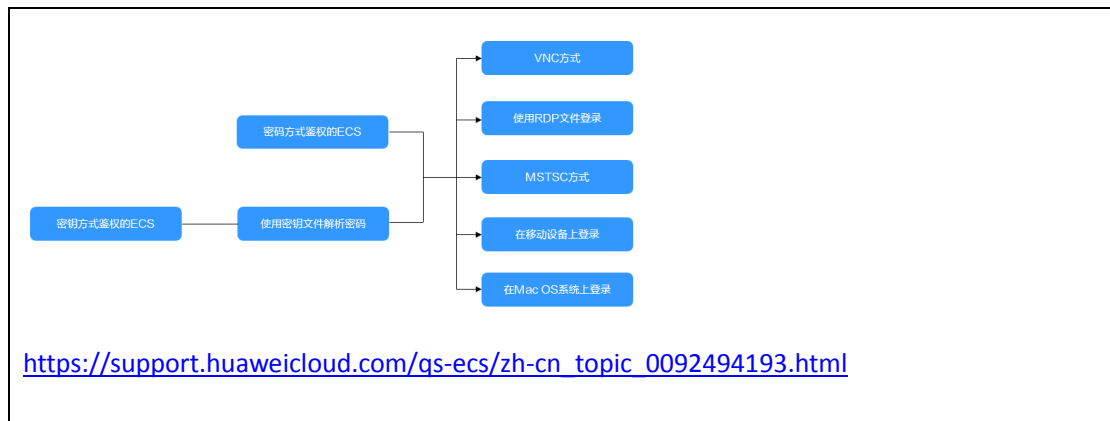 VNC方式
使用RDP文件登录
密码方式鉴权的ECS
MSTSC方式
密钥方式鉴权的ECS
使用密钥文件解析密码
在移动设备上登录
在Mac OS系统上登录
https://support.huaweicloud.com/qs-ecs/zh-cn_topic_0092494193.html